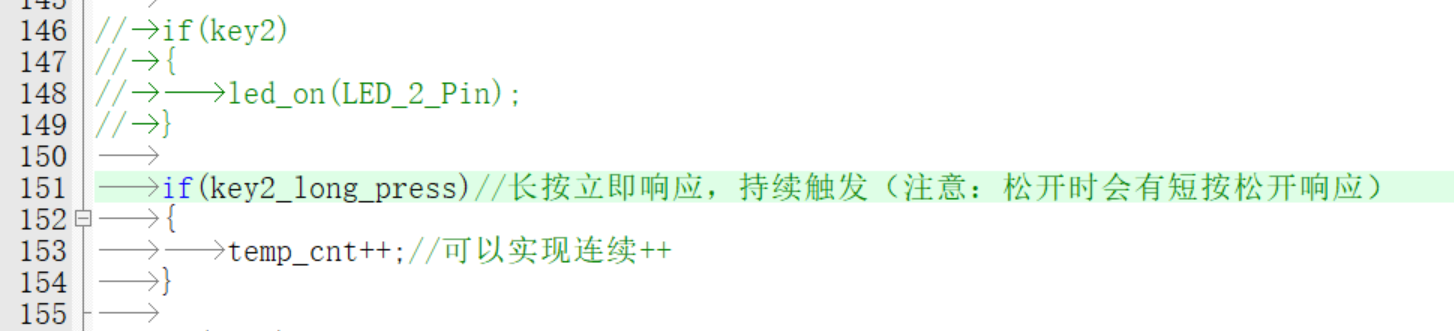 146 //→if(key2)
147 //→{
148 //→→led_on(LED_2_Pin);
149 //→}
150 →
151 →if(key2_long_press)//长按立即响应，持续触发（注意：松开时会有短按松开响应）
152 →{
153 →→temp_cnt++;//可以实现连续++
154 →}
155 →